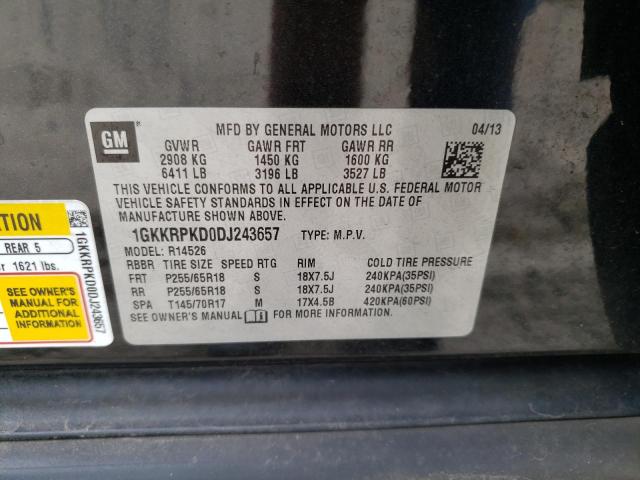 GM
MFD BY GENERAL MOTORS LLC 04/13
GVWR GAWR FRT GAWR RR
2908 KG 1450 KG 1600 KG
6411 LB 3196 LB 3527 LB
THIS VEHICLE CONFORMS TO ALL APPLICABLE U.S. FEDERAL MOTOR
VEHICLE SAFETY STANDARDS IN EFFECT ON THE DATE OF
MANUFACTURE SHOWN ABOVE.
1GKKRPKD0DJ243657 TYPE: M.P.V.
MODEL: R14526
RBBR TIRE SIZE SPEED RTG RIM COLD TIRE PRESSURE
FRT P255/65R18 S 18X7.5J 240KPA(35PSI)
RR P255/65R18 S 18X7.5J 240KPA(35PSI)
SPA T145/70R17 M 17X4.5B 420KPA(60PSI)
SEE OWNER'S MANUAL FOR MORE INFORMATION
ATION
REAR 5
1621 lbs.
SEE OWNER'S
MANUAL FOR
ADDITIONAL
INFORMATION
1GKKRPKD0DJ243657